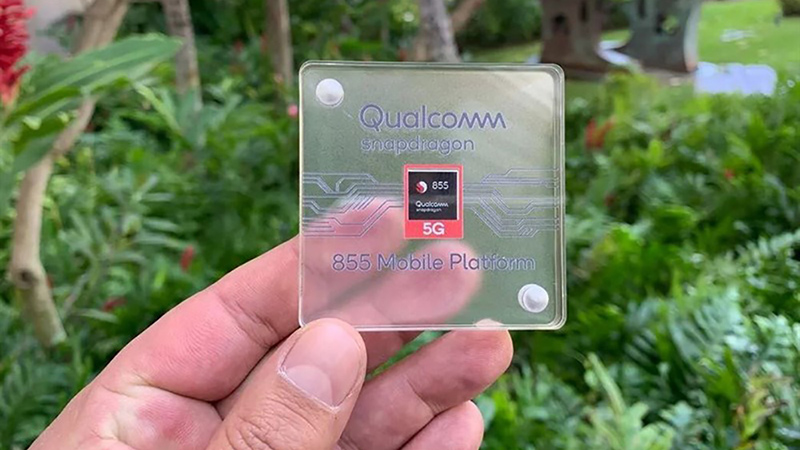 Qualcomm
snapdragon
855
Qualcomm
snapdragon
5G
855 Mobile Platform